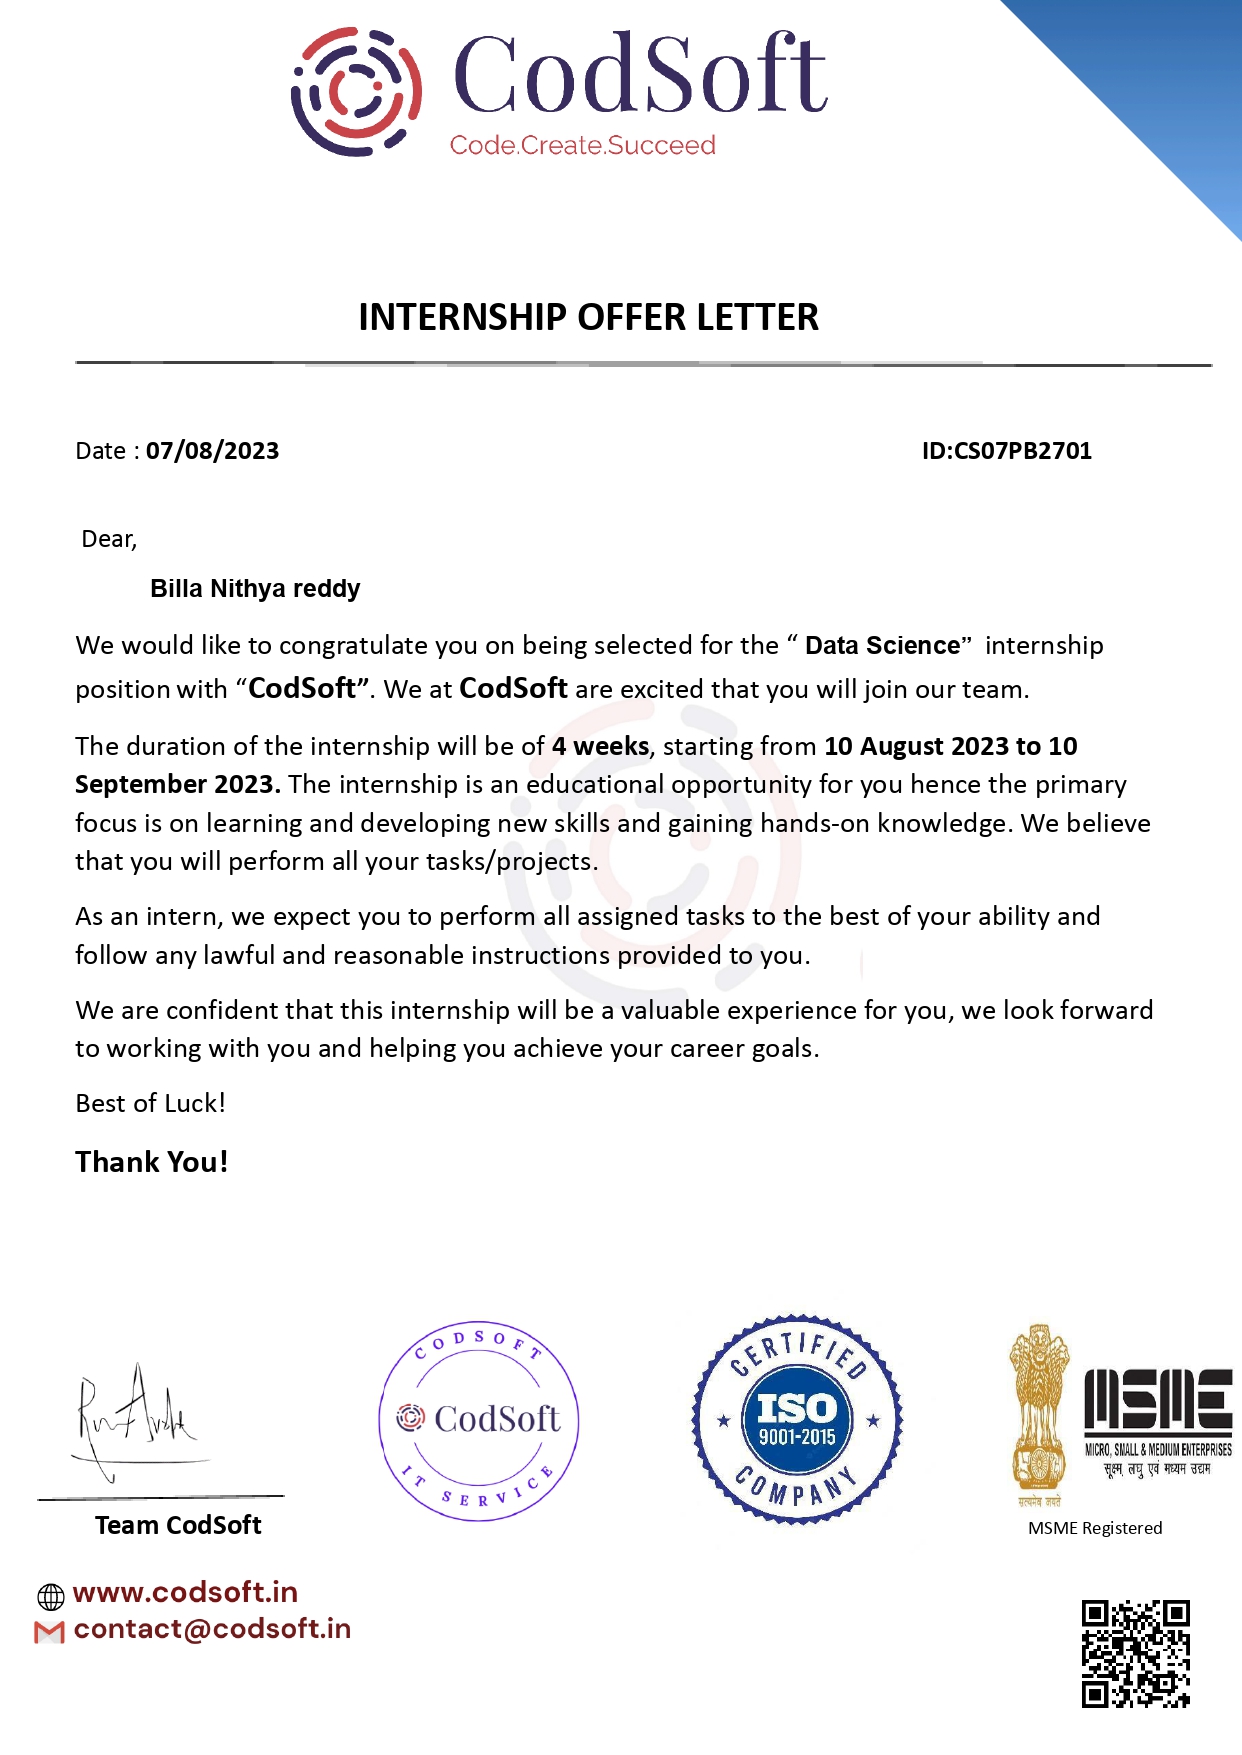 CodSoft
Code.Create.Succeed
INTERNSHIP OFFER LETTER
Date : 07/08/2023 ID:CS07PB2701
Dear,
Billa Nithya reddy
We would like to congratulate you on being selected for the “ Data Science” internship
position with “CodSoft”. We at CodSoft are excited that you will join our team.
The duration of the internship will be of 4 weeks, starting from 10 August 2023 to 10
September 2023. The internship is an educational opportunity for you hence the primary
focus is on learning and developing new skills and gaining hands-on knowledge. We believe
that you will perform all your tasks/projects.
As an intern, we expect you to perform all assigned tasks to the best of your ability and
follow any lawful and reasonable instructions provided to you.
We are confident that this internship will be a valuable experience for you, we look forward
to working with you and helping you achieve your career goals.
Best of Luck!
Thank You!
Team CodSoft
CODSOFT
CodSoft
IT SERVICE
CERTIFIED
ISO
9001-2015
COMPANY
सत्यमेव जयते
MSME
MICRO, SMALL & MEDIUM ENTERPRISES
सूक्ष्म, लघु एवं मध्यम उद्यम
MSME Registered
www.codsoft.in
contact@codsoft.in